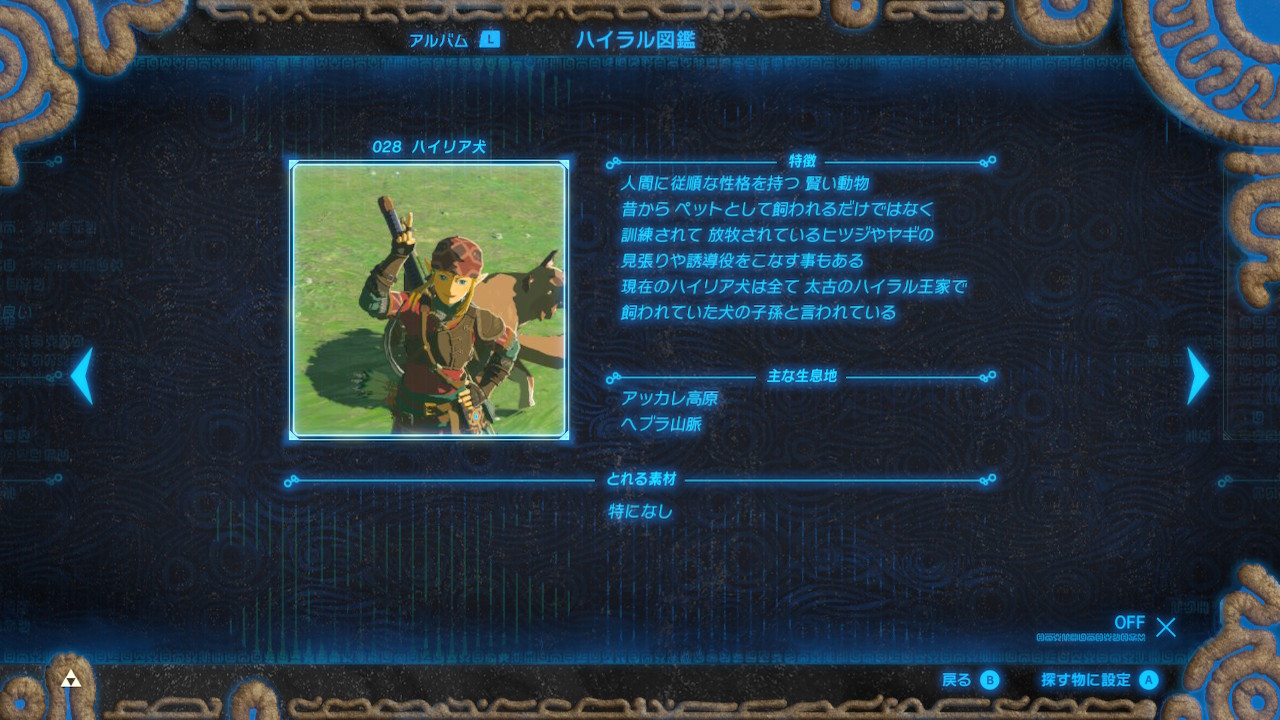 アルバム L ハイラル図鑑
028 ハイリア犬
特徴
人間に従順な性格を持つ 賢い動物
昔から ペットとして飼われるだけではなく
訓練されて 放牧されているヒツジやヤギの
見張りや誘導役をこなす事もある
現在のハイリア犬は全て 太古のハイラル王家で
飼われていた犬の子孫と言われている
主な生息地
アッカレ高原
ヘブラ山脈
とれる素材
特になし
OFF
戻る B 探す物に設定 A